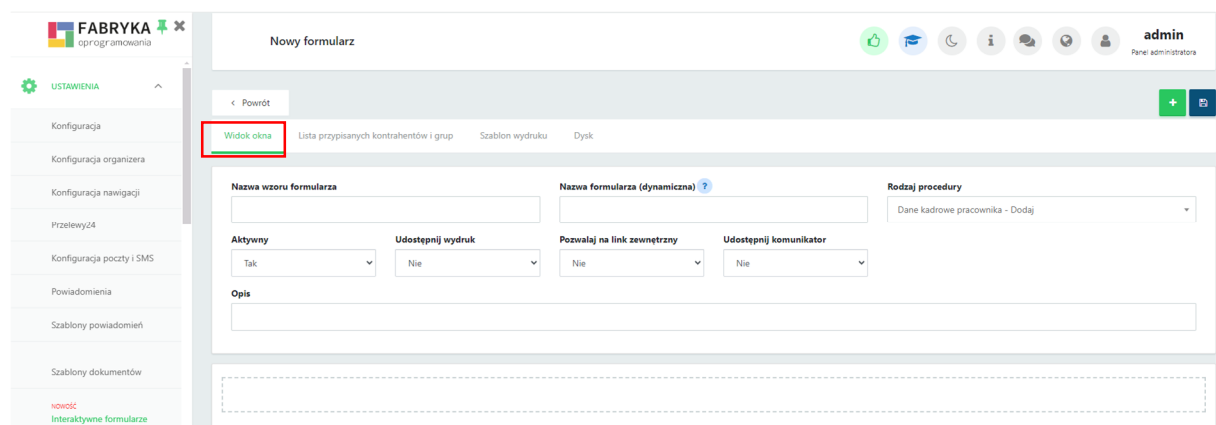 FABRYKA
oprogramowania
Nowy formularz
admin
Panel administratora
USTAWIENIA
Powrót
Konfiguracja
Widok okna
Lista przypisanych kontrahentów i grup
Szablon wydruku
Dysk
Konfiguracja organizera
Konfiguracja nawigacji
Przelewy24
Konfiguracja poczty i SMS
Powiadomienia
Szablony powiadomień
Szablony dokumentów
NOWOŚĆ
Interaktywne formularze
Nazwa wzoru formularza
Nazwa formularza (dynamiczna) ?
Rodzaj procedury
Dane kadrowe pracownika - Dodaj
Aktywny
Udostępnij wydruk
Pozwalaj na link zewnętrzny
Udostępnij komunikator
Tak
Nie
Nie
Nie
Opis